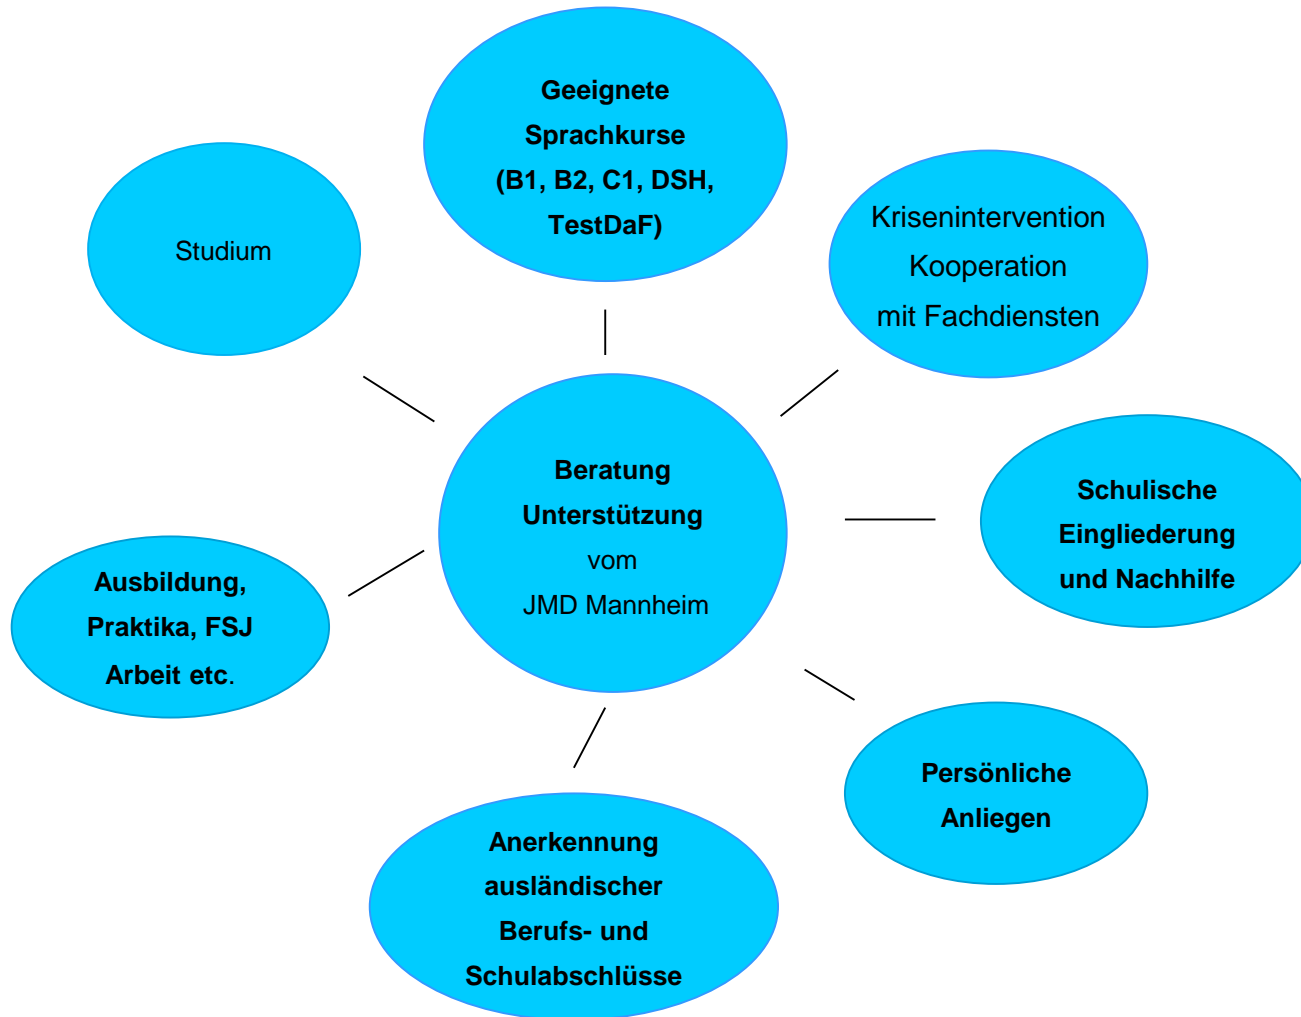 Geeignete
Sprachkurse
(B1, B2, C1, DSH,
TestDaF)
Studium
Krisenintervention
Kooperation
mit Fachdiensten
Beratung
Unterstützung
vom
JMD Mannheim
Schulische
Eingliederung
und Nachhilfe
Ausbildung,
Praktika, FSJ
Arbeit etc.
Persönliche
Anliegen
Anerkennung
ausländischer
Berufs- und
Schulabschlüsse